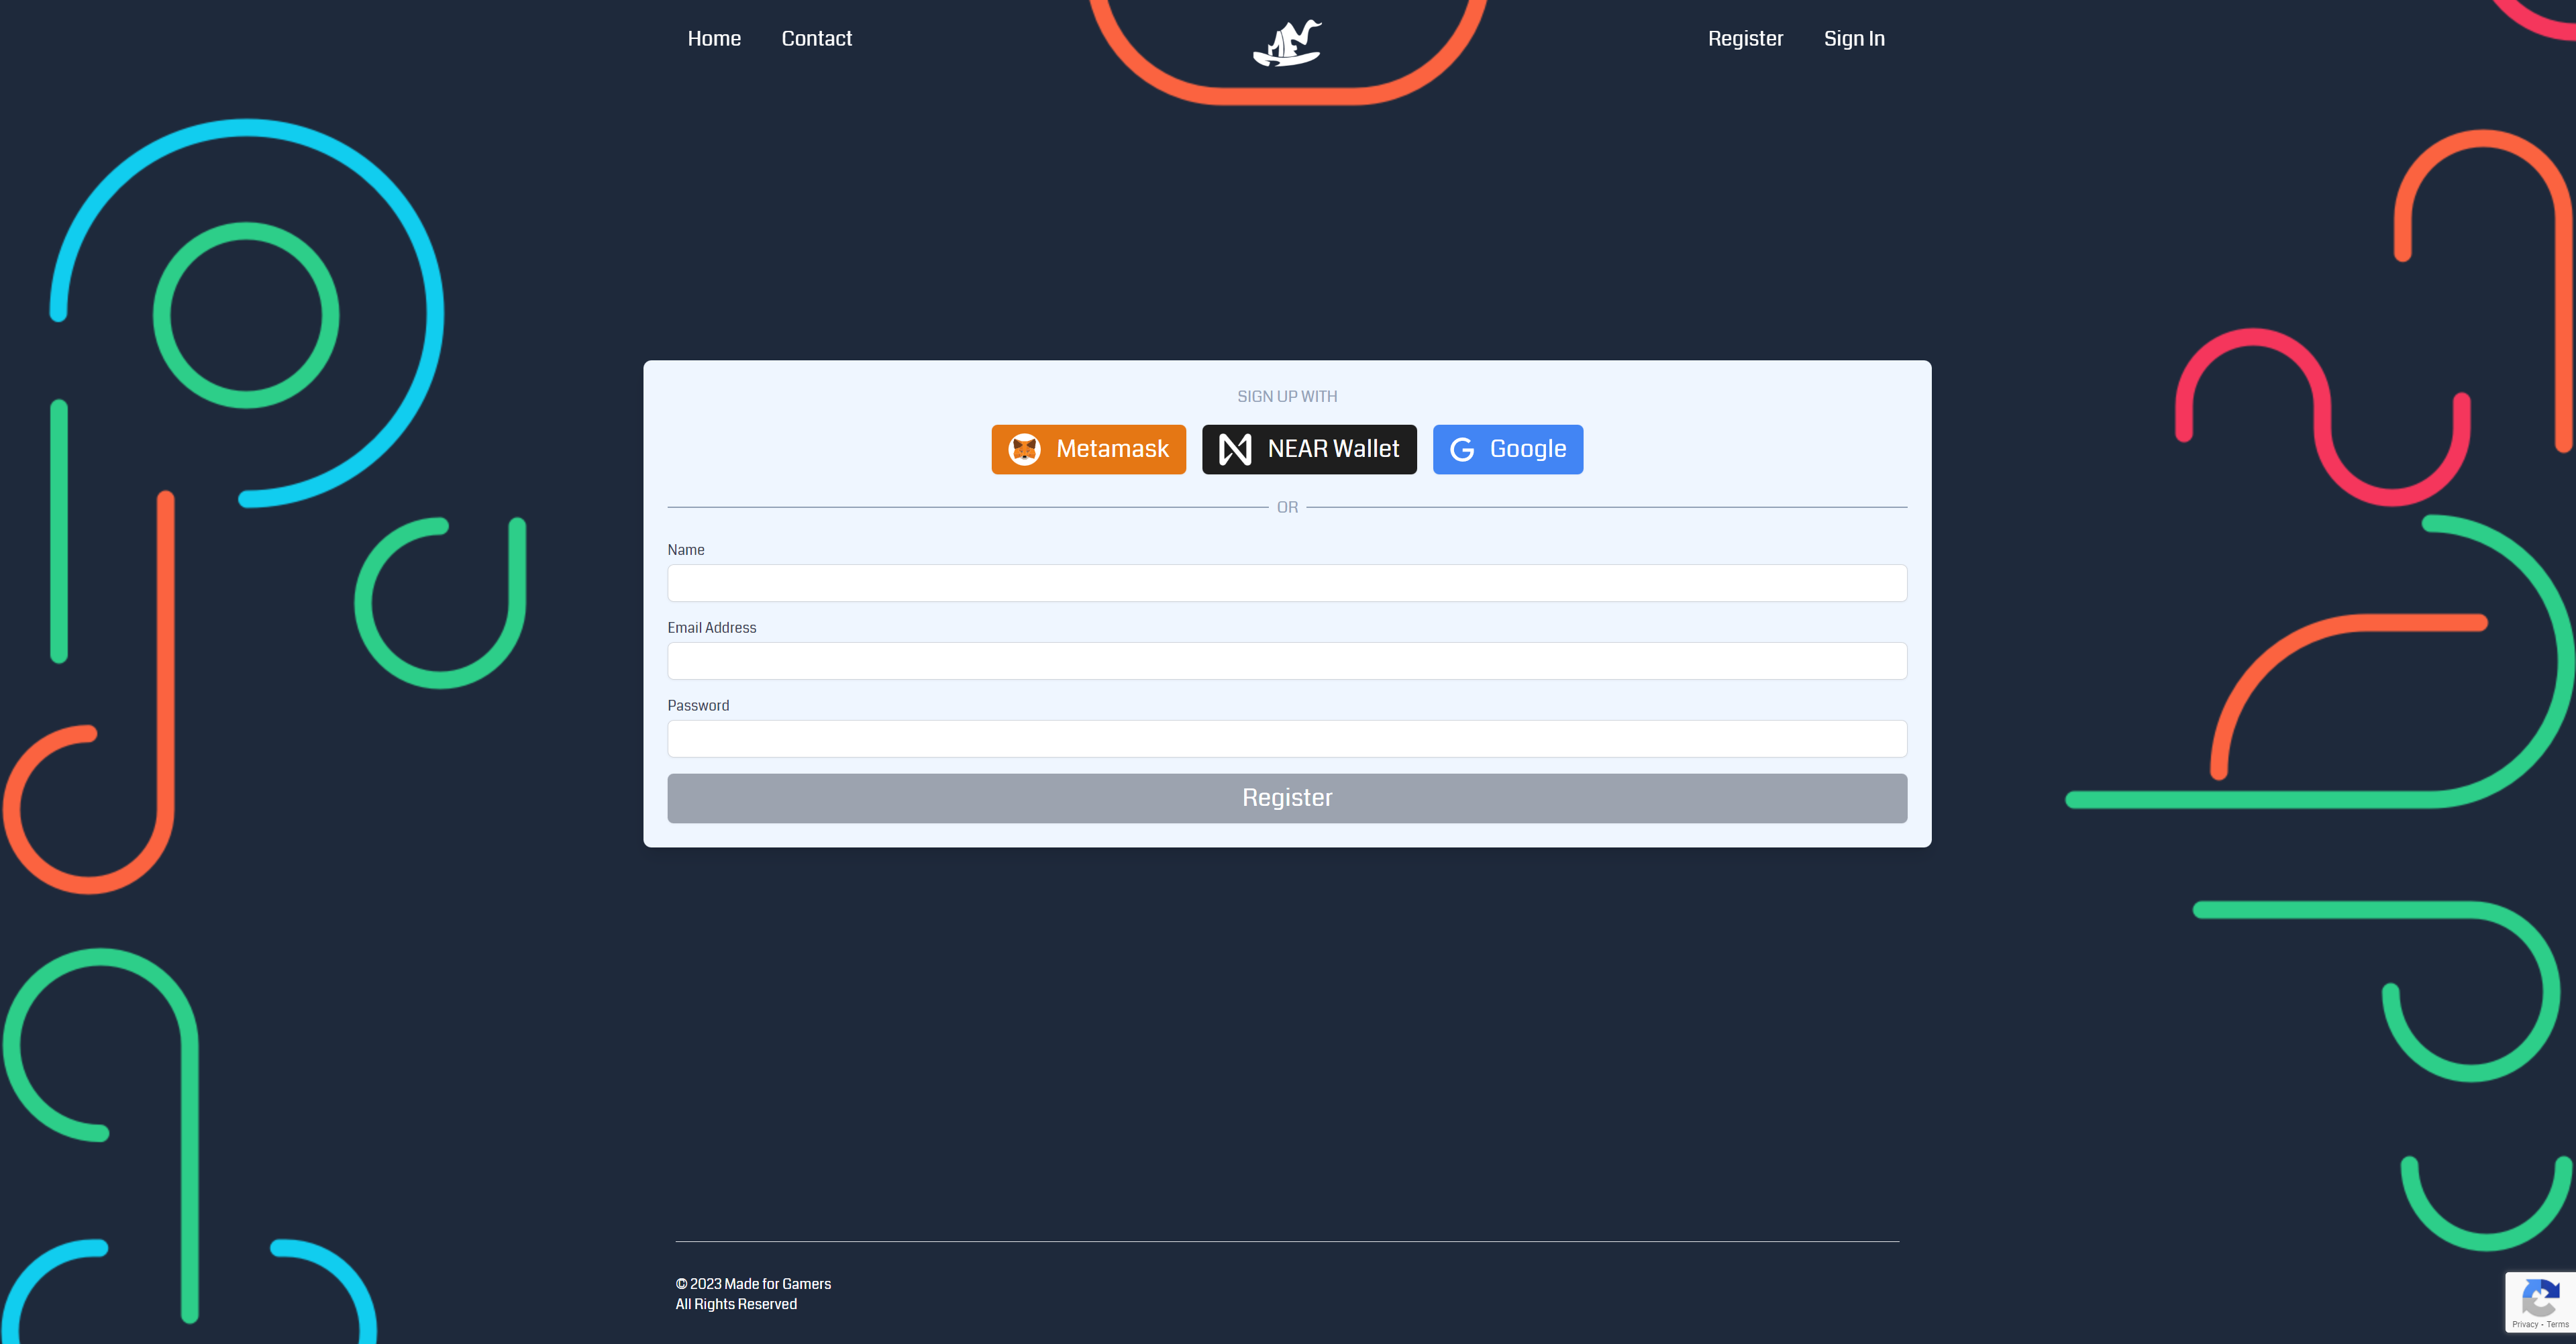 Home Contact Register Sign In
SIGN UP WITH
Metamask NEAR Wallet Google
OR
Name
Email Address
Password
Register
© 2023 Made for Gamers
All Rights Reserved
Privacy - Terms